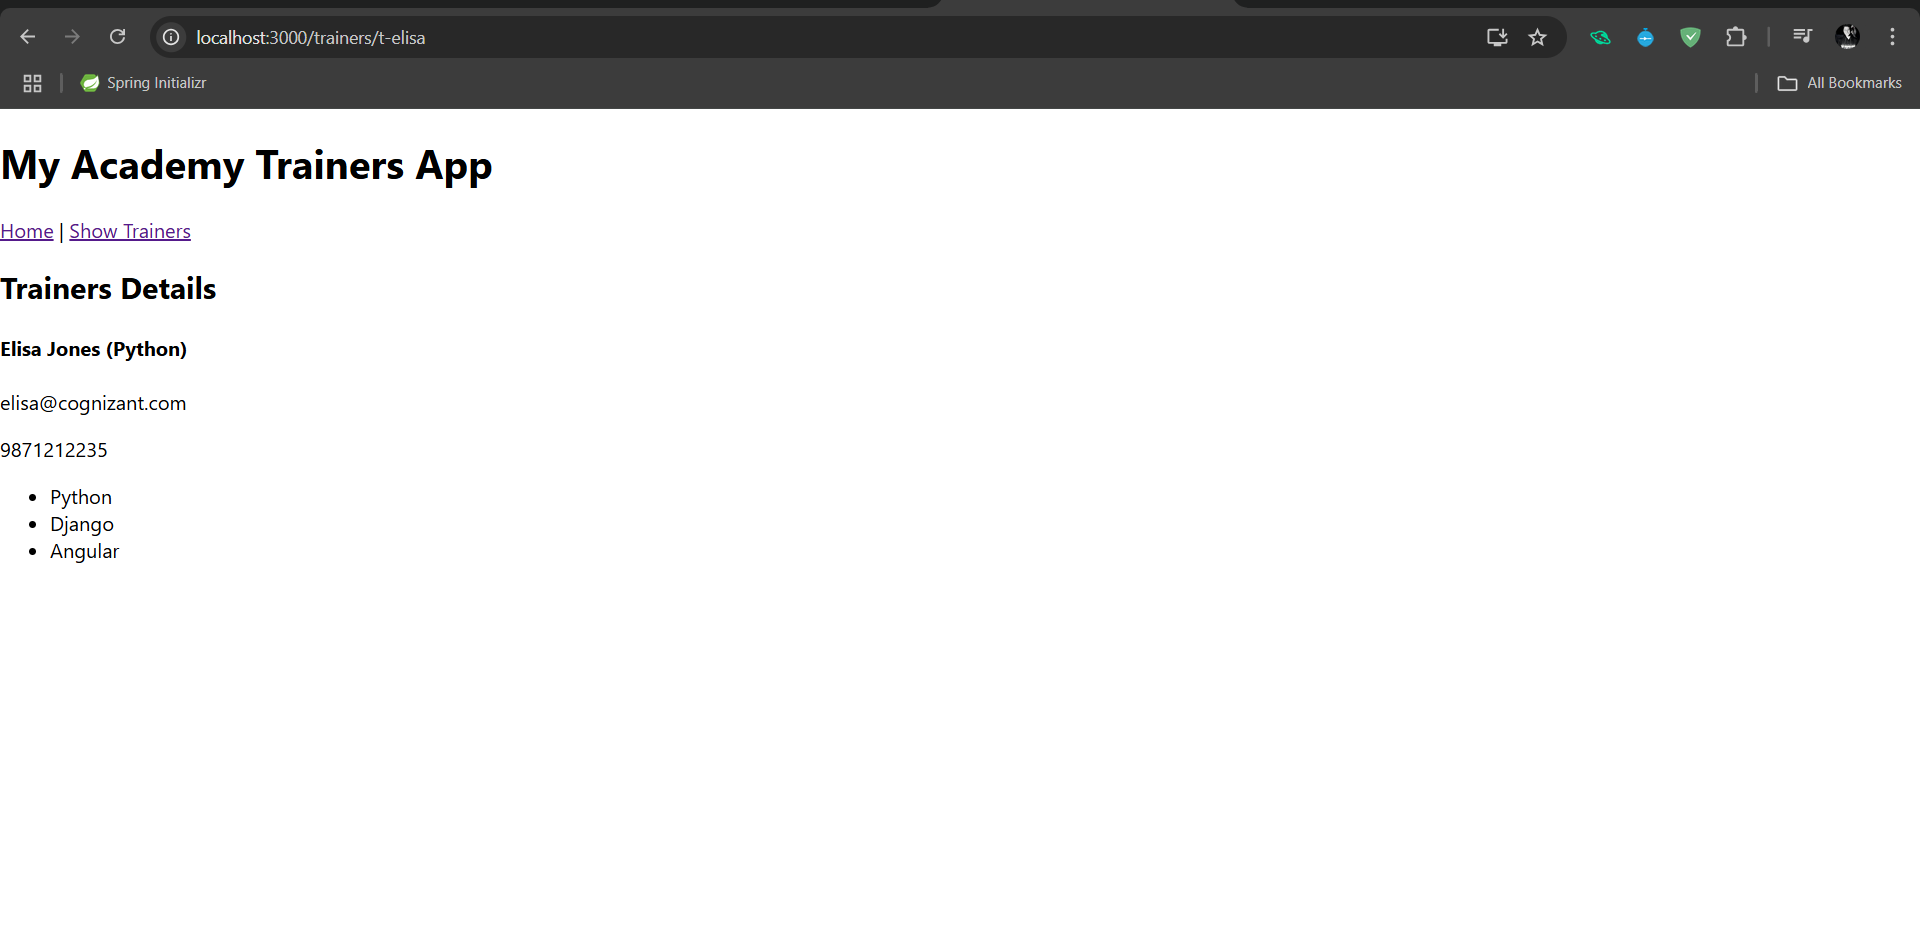 localhost:3000/trainers/t-elisa
Spring Initializr
All Bookmarks
My Academy Trainers App
Home | Show Trainers
Trainers Details
Elisa Jones (Python)
elisa@cognizant.com
9871212235
Python
Django
Angular